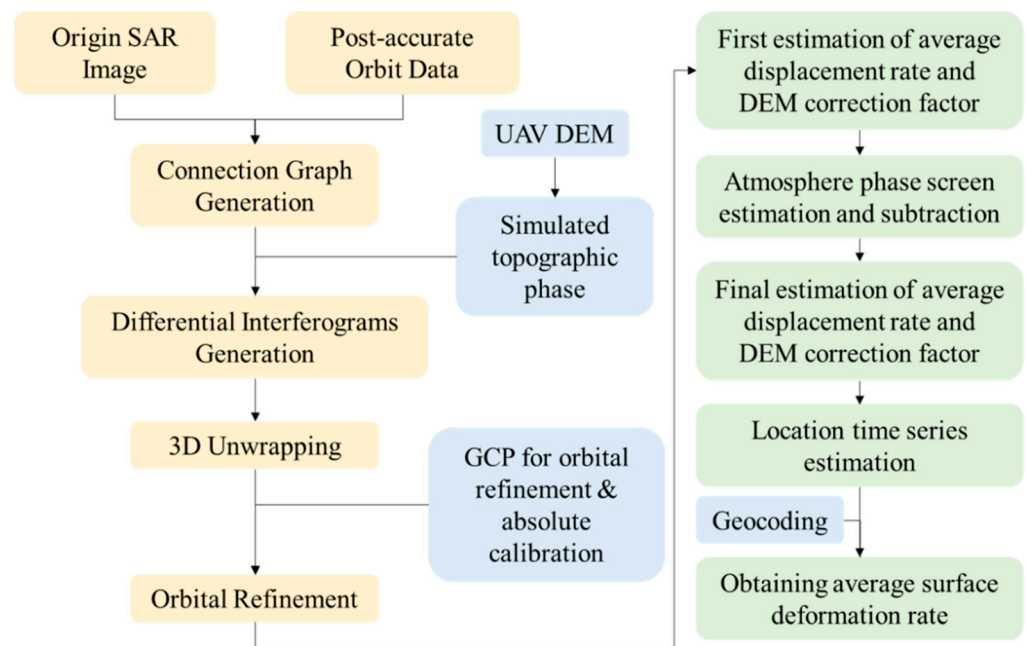 Origin SAR
Image
Post-accurate
Orbit Data
Connection Graph
Generation
UAV DEM
Simulated
topographic
phase
Differential Interferograms
Generation
3D Unwrapping
GCP for orbital
refinement &
absolute
calibration
Orbital Refinement
First estimation of average
displacement rate and
DEM correction factor
Atmosphere phase screen
estimation and subtraction
Final estimation of average
displacement rate and
DEM correction factor
Location time series
estimation
Geocoding
Obtaining average surface
deformation rate